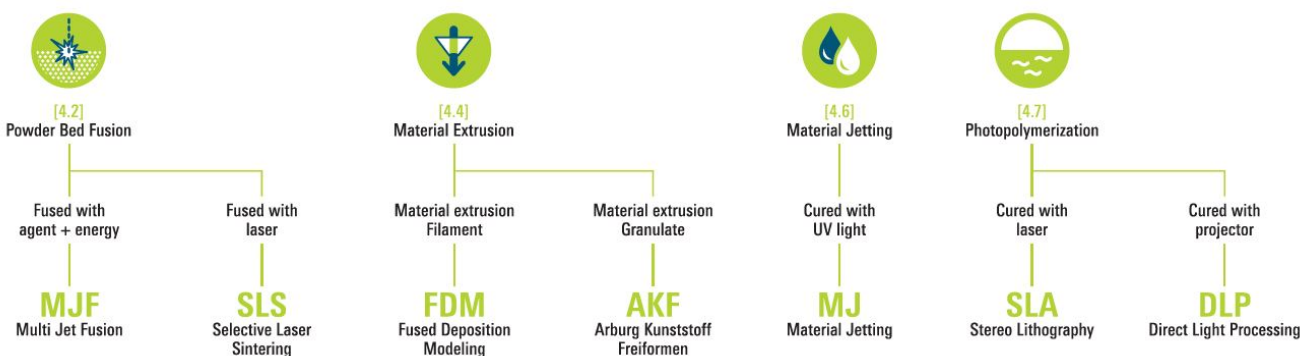 [4.2]
Powder Bed Fusion
Fused with
agent + energy
MJF
Multi Jet Fusion
Fused with
laser
SLS
Selective Laser
Sintering
[4.4]
Material Extrusion
Material extrusion
Filament
FDM
Fused Deposition
Modeling
Material extrusion
Granulate
AKF
Arburg Kunststoff
Freiformen
[4.6]
Material Jetting
Cured with
UV light
MJ
Material Jetting
[4.7]
Photopolymerization
Cured with
laser
SLA
Stereo Lithography
Cured with
projector
DLP
Direct Light Processing